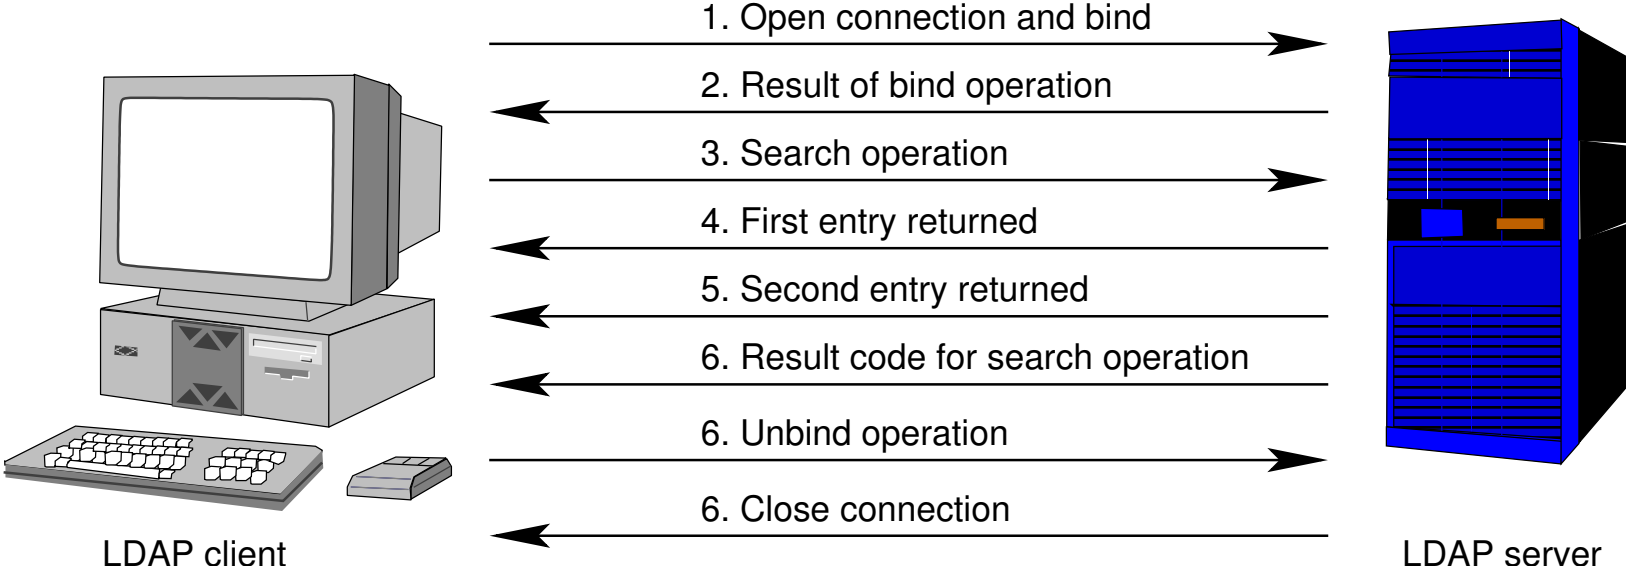 1. Open connection and bind
2. Result of bind operation
3. Search operation
4. First entry returned
5. Second entry returned
6. Result code for search operation
6. Unbind operation
6. Close connection
LDAP client
LDAP server